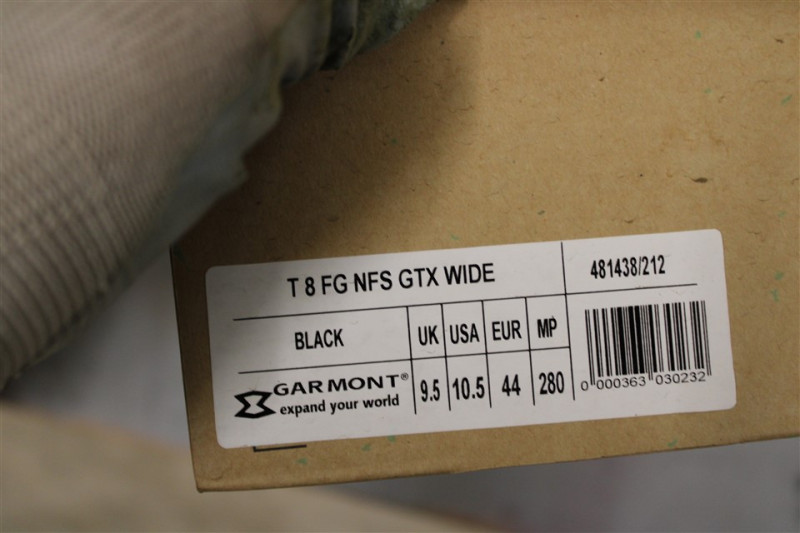 T 8 FG NFS GTX WIDE
481438/212
BLACK
UK USA EUR MP
9.5 10.5 44 280
GARMONT®
expand your world
0 000363 030232